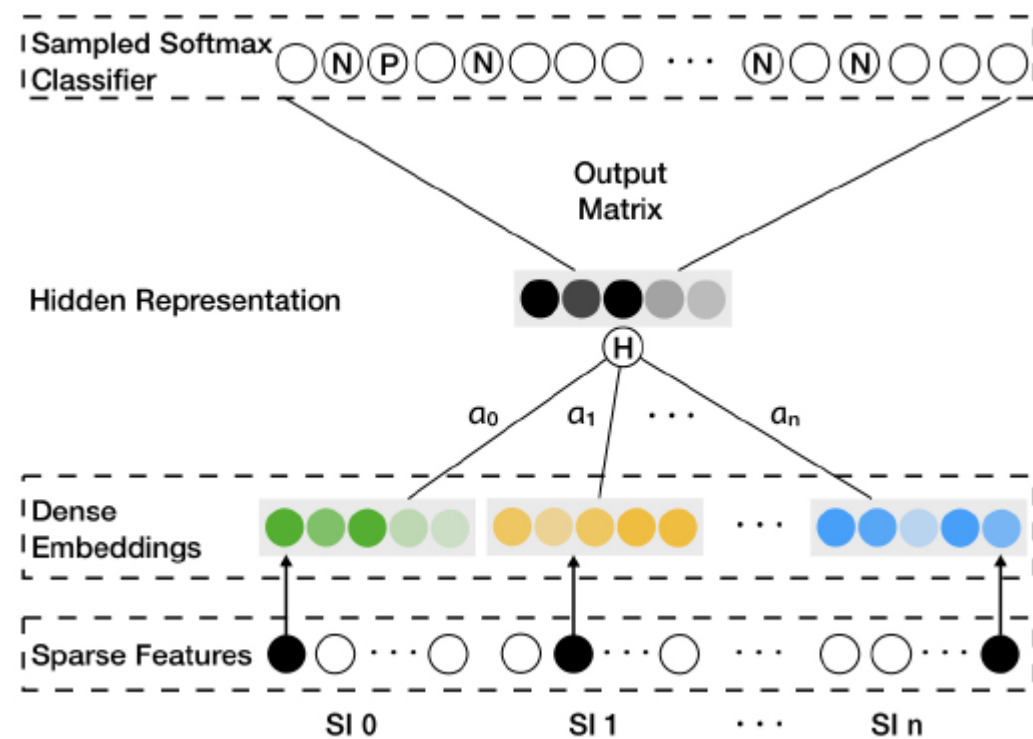 Sampled Softmax
Classifier
N P N ··· N N
Output
Matrix
Hidden Representation
H
a₀ a₁ ··· aₙ
Dense
Embeddings
···
Sparse Features ··· ··· ··· ···
SI 0 SI 1 ··· SI n